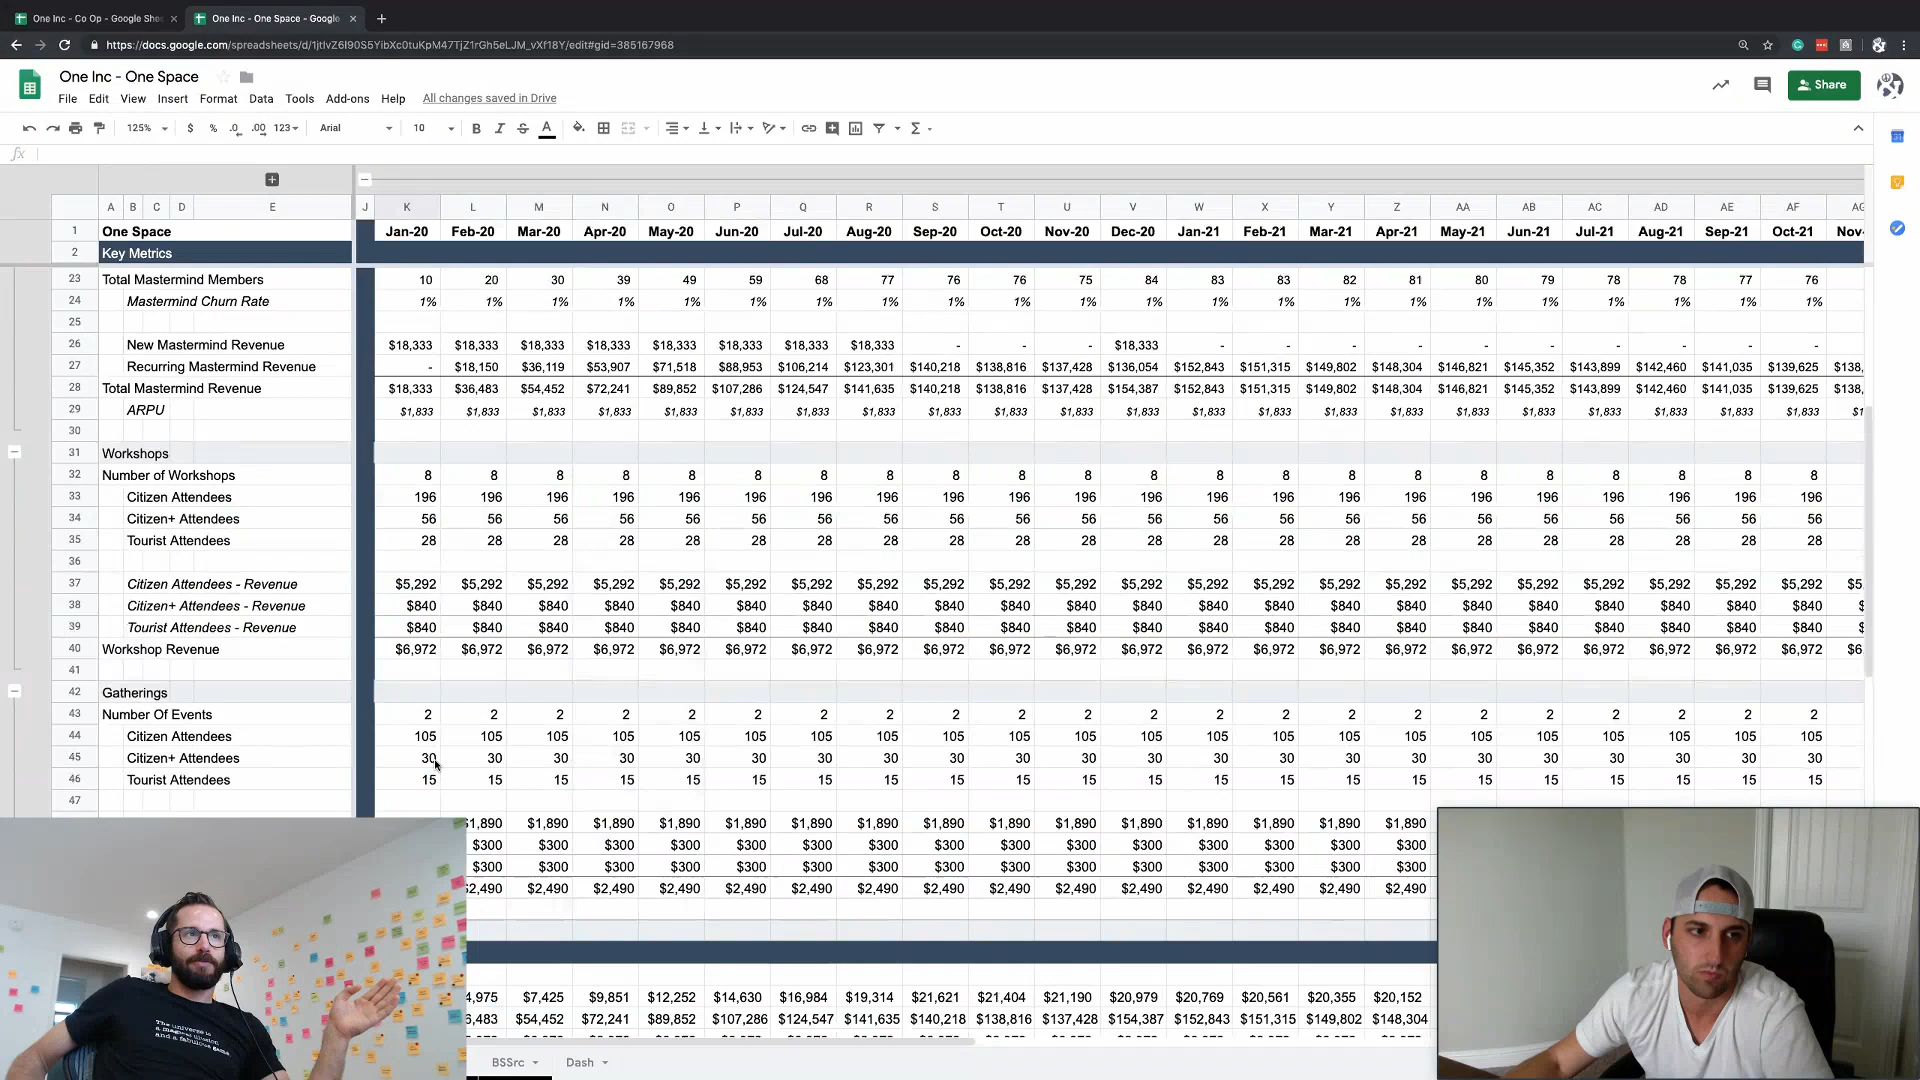 One Inc - Co Op - Google She
One Inc - One Space - Google
https://docs.google.com/spreadsheets/d/1jtIvZ6I90S5YibXc0tuKpM47TjZ1rGh5eLJM_vXf18Y/edit#gid=385167968
One Inc - One Space
Share
File Edit View Insert Format Data Tools Add-ons Help All changes saved in Drive
125% $ % .0 .00 123 Arial 10 B I S A
fx
A B C D E J K L M N O P Q R S T U V W X Y Z AA AB AC AD AE AF AG
1 One Space Jan-20 Feb-20 Mar-20 Apr-20 May-20 Jun-20 Jul-20 Aug-20 Sep-20 Oct-20 Nov-20 Dec-20 Jan-21 Feb-21 Mar-21 Apr-21 May-21 Jun-21 Jul-21 Aug-21 Sep-21 Oct-21 Nov-
2 Key Metrics
23 Total Mastermind Members 10 20 30 39 49 59 68 77 76 76 75 84 83 83 82 81 80 79 78 78 77 76
24 Mastermind Churn Rate 1% 1% 1% 1% 1% 1% 1% 1% 1% 1% 1% 1% 1% 1% 1% 1% 1% 1% 1% 1% 1% 1%
25
26 New Mastermind Revenue $18,333 $18,333 $18,333 $18,333 $18,333 $18,333 $18,333 $18,333 - - - $18,333 - - - - - - - - - -
27 Recurring Mastermind Revenue - $18,150 $36,119 $53,907 $71,518 $88,953 $106,214 $123,301 $140,218 $138,816 $137,428 $136,054 $152,843 $151,315 $149,802 $148,304 $146,821 $145,352 $143,899 $142,460 $141,035 $139,625 $138,
28 Total Mastermind Revenue $18,333 $36,483 $54,452 $72,241 $89,852 $107,286 $124,547 $141,635 $140,218 $138,816 $137,428 $154,387 $152,843 $151,315 $149,802 $148,304 $146,821 $145,352 $143,899 $142,460 $141,035 $139,625 $138,
29 ARPU $1,833 $1,833 $1,833 $1,833 $1,833 $1,833 $1,833 $1,833 $1,833 $1,833 $1,833 $1,833 $1,833 $1,833 $1,833 $1,833 $1,833 $1,833 $1,833 $1,833 $1,833 $1,833 $1
30
31 Workshops
32 Number of Workshops 8 8 8 8 8 8 8 8 8 8 8 8 8 8 8 8 8 8 8 8 8 8
33 Citizen Attendees 196 196 196 196 196 196 196 196 196 196 196 196 196 196 196 196 196 196 196 196 196 196
34 Citizen+ Attendees 56 56 56 56 56 56 56 56 56 56 56 56 56 56 56 56 56 56 56 56 56 56
35 Tourist Attendees 28 28 28 28 28 28 28 28 28 28 28 28 28 28 28 28 28 28 28 28 28 28
36
37 Citizen Attendees - Revenue $5,292 $5,292 $5,292 $5,292 $5,292 $5,292 $5,292 $5,292 $5,292 $5,292 $5,292 $5,292 $5,292 $5,292 $5,292 $5,292 $5,292 $5,292 $5,292 $5,292 $5,292 $5,292 $5,
38 Citizen+ Attendees - Revenue $840 $840 $840 $840 $840 $840 $840 $840 $840 $840 $840 $840 $840 $840 $840 $840 $840 $840 $840 $840 $840 $840 $
39 Tourist Attendees - Revenue $840 $840 $840 $840 $840 $840 $840 $840 $840 $840 $840 $840 $840 $840 $840 $840 $840 $840 $840 $840 $840 $840 $
40 Workshop Revenue $6,972 $6,972 $6,972 $6,972 $6,972 $6,972 $6,972 $6,972 $6,972 $6,972 $6,972 $6,972 $6,972 $6,972 $6,972 $6,972 $6,972 $6,972 $6,972 $6,972 $6,972 $6,972 $6,
41
42 Gatherings
43 Number Of Events 2 2 2 2 2 2 2 2 2 2 2 2 2 2 2 2 2 2 2 2 2 2
44 Citizen Attendees 105 105 105 105 105 105 105 105 105 105 105 105 105 105 105 105 105 105 105 105 105 105
45 Citizen+ Attendees 30 30 30 30 30 30 30 30 30 30 30 30 30 30 30 30 30 30 30 30 30 30
46 Tourist Attendees 15 15 15 15 15 15 15 15 15 15 15 15 15 15 15 15 15 15 15 15 15 15
47
$1,890 $1,890 $1,890 $1,890 $1,890 $1,890 $1,890 $1,890 $1,890 $1,890 $1,890 $1,890 $1,890 $1,890 $1,890
$300 $300 $300 $300 $300 $300 $300 $300 $300 $300 $300 $300 $300 $300 $300
$300 $300 $300 $300 $300 $300 $300 $300 $300 $300 $300 $300 $300 $300 $300
$2,490 $2,490 $2,490 $2,490 $2,490 $2,490 $2,490 $2,490 $2,490 $2,490 $2,490 $2,490 $2,490 $2,490 $2,490
4,975 $7,425 $9,851 $12,252 $14,630 $16,984 $19,314 $21,621 $21,404 $21,190 $20,979 $20,769 $20,561 $20,355 $20,152
6,483 $54,452 $72,241 $89,852 $107,286 $124,547 $141,635 $140,218 $138,816 $137,428 $154,387 $152,843 $151,315 $149,802 $148,304
BSSrc Dash
The universe is
a magical illusion
and a fabulous game